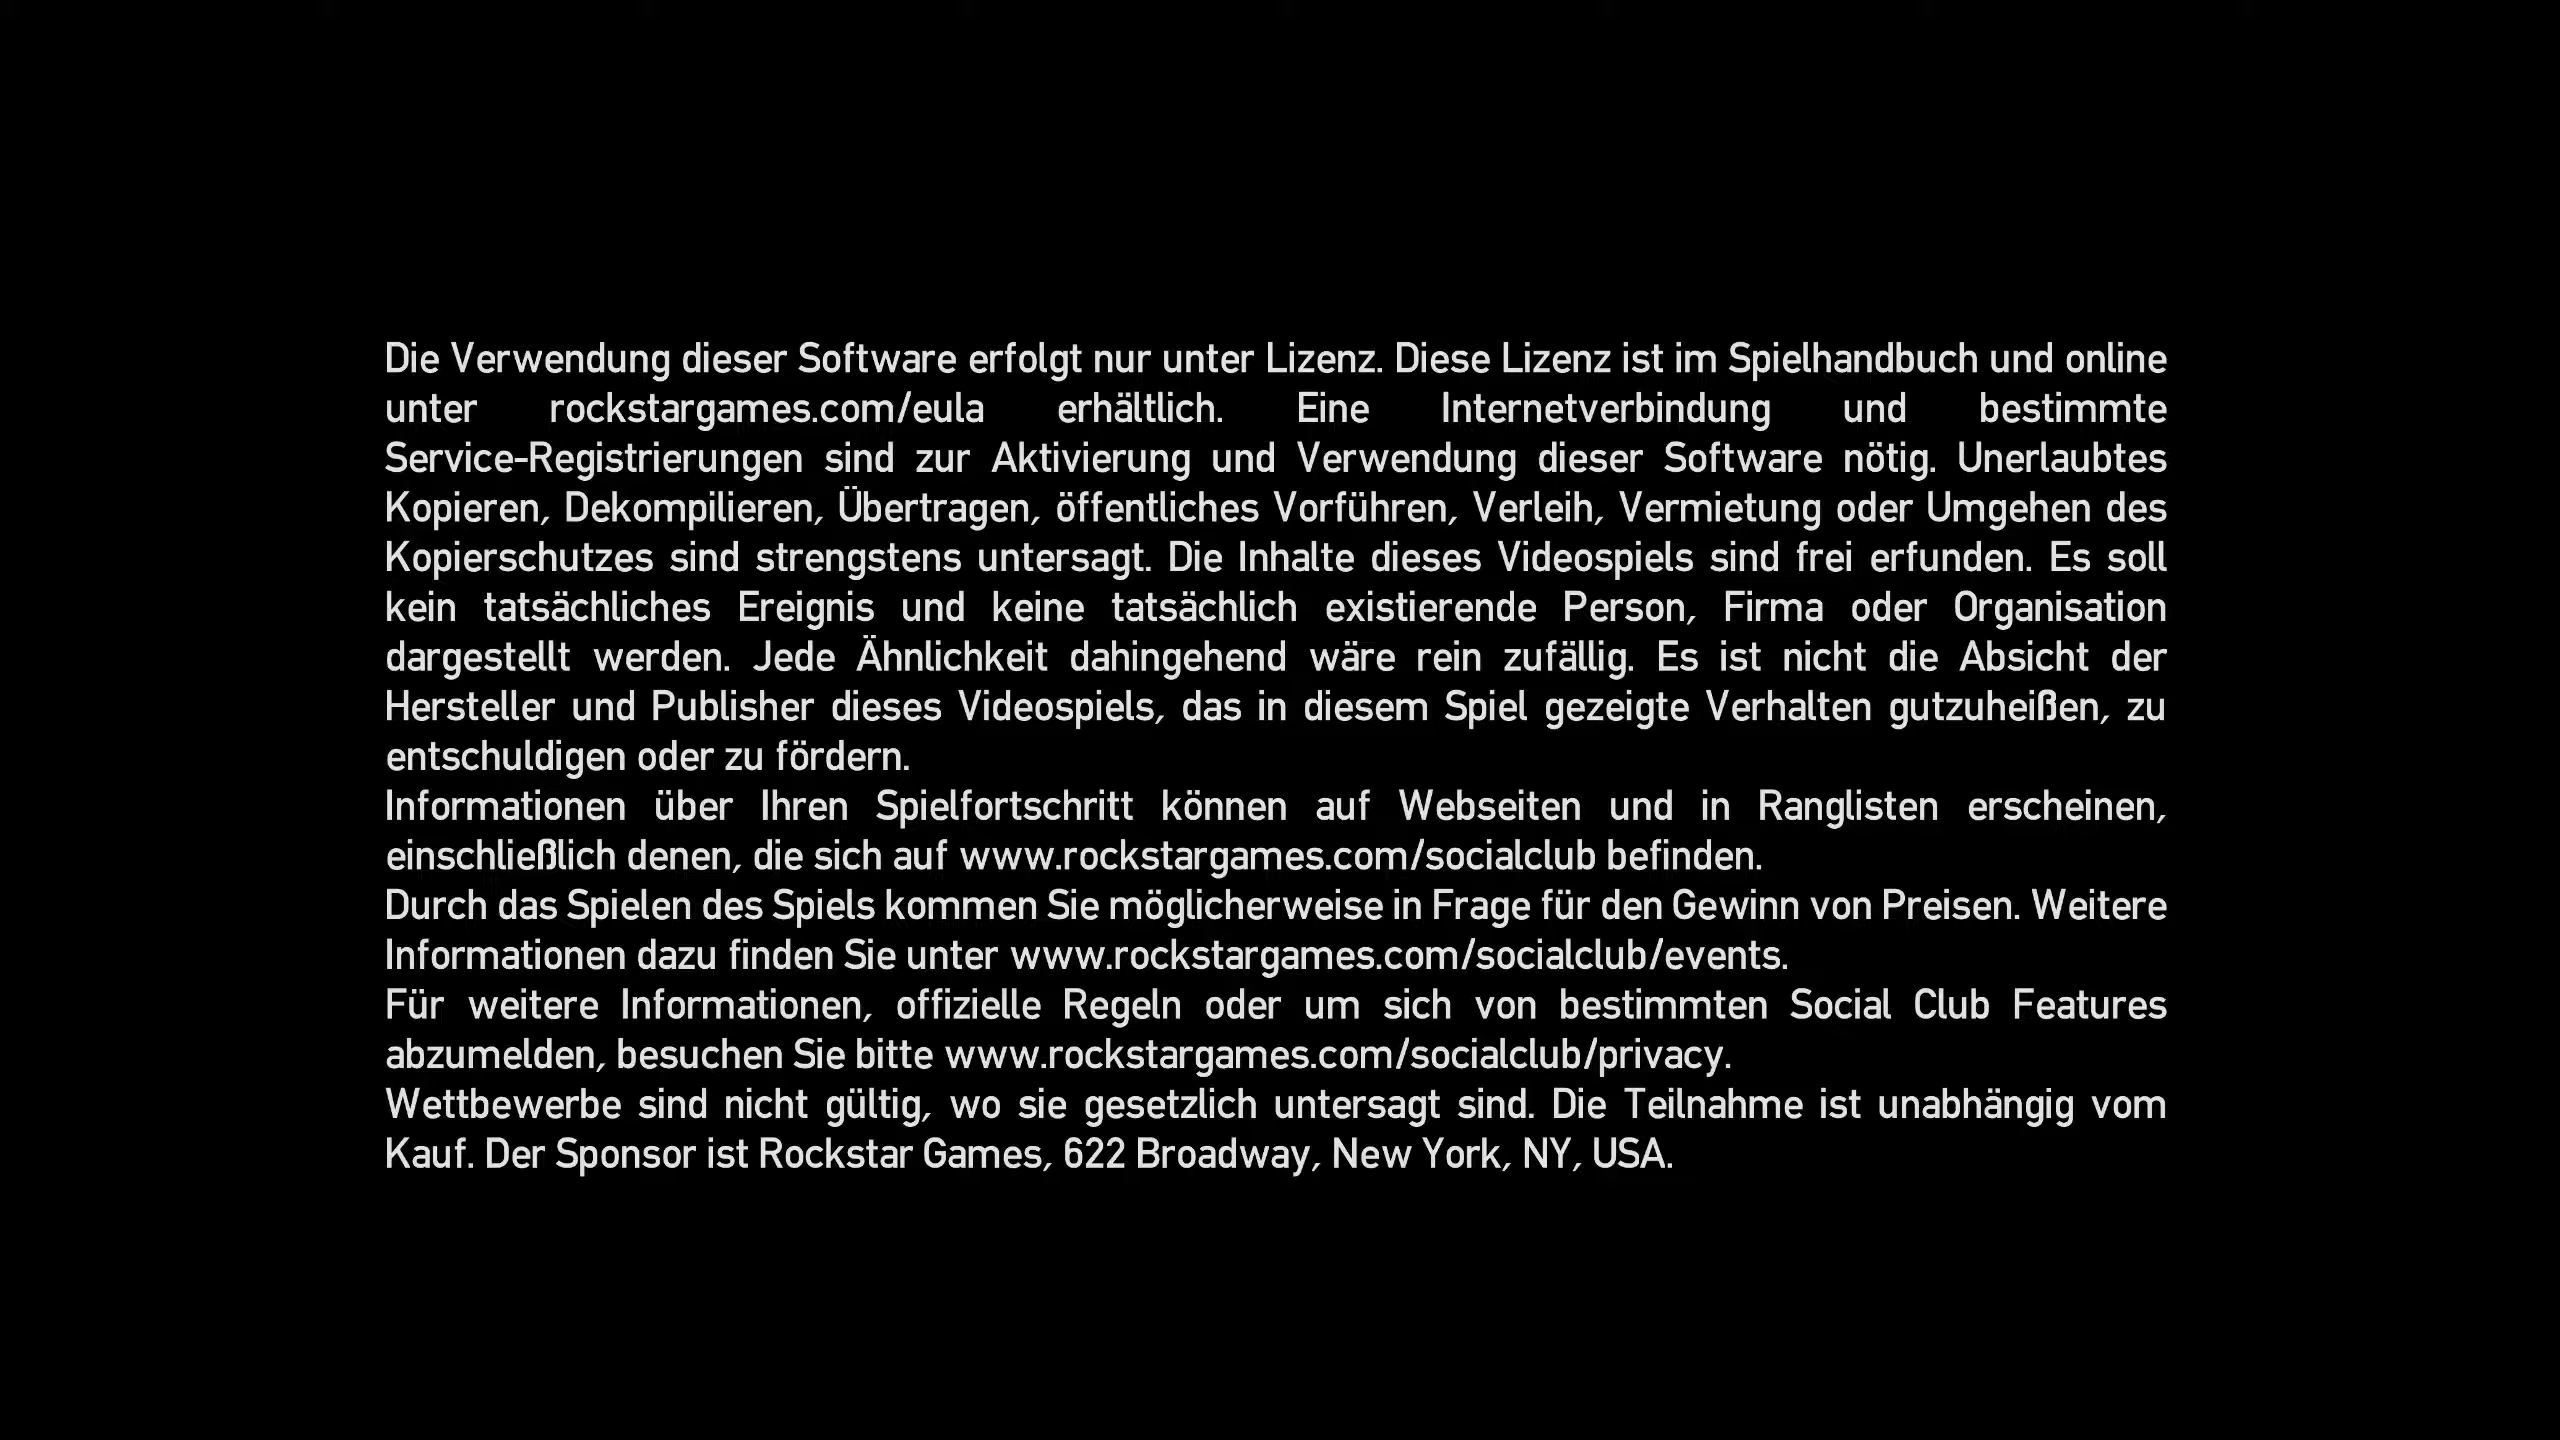 Die Verwendung dieser Software erfolgt nur unter Lizenz. Diese Lizenz ist im Spielhandbuch und online
unter rockstargames.com/eula erhältlich. Eine Internetverbindung und bestimmte
Service-Registrierungen sind zur Aktivierung und Verwendung dieser Software nötig. Unerlaubtes
Kopieren, Dekompilieren, Übertragen, öffentliches Vorführen, Verleih, Vermietung oder Umgehen des
Kopierschutzes sind strengstens untersagt. Die Inhalte dieses Videospiels sind frei erfunden. Es soll
kein tatsächliches Ereignis und keine tatsächlich existierende Person, Firma oder Organisation
dargestellt werden. Jede Ähnlichkeit dahingehend wäre rein zufällig. Es ist nicht die Absicht der
Hersteller und Publisher dieses Videospiels, das in diesem Spiel gezeigte Verhalten gutzuheißen, zu
entschuldigen oder zu fördern.
Informationen über Ihren Spielfortschritt können auf Webseiten und in Ranglisten erscheinen,
einschließlich denen, die sich auf www.rockstargames.com/socialclub befinden.
Durch das Spielen des Spiels kommen Sie möglicherweise in Frage für den Gewinn von Preisen. Weitere
Informationen dazu finden Sie unter www.rockstargames.com/socialclub/events.
Für weitere Informationen, offizielle Regeln oder um sich von bestimmten Social Club Features
abzumelden, besuchen Sie bitte www.rockstargames.com/socialclub/privacy.
Wettbewerbe sind nicht gültig, wo sie gesetzlich untersagt sind. Die Teilnahme ist unabhängig vom
Kauf. Der Sponsor ist Rockstar Games, 622 Broadway, New York, NY, USA.